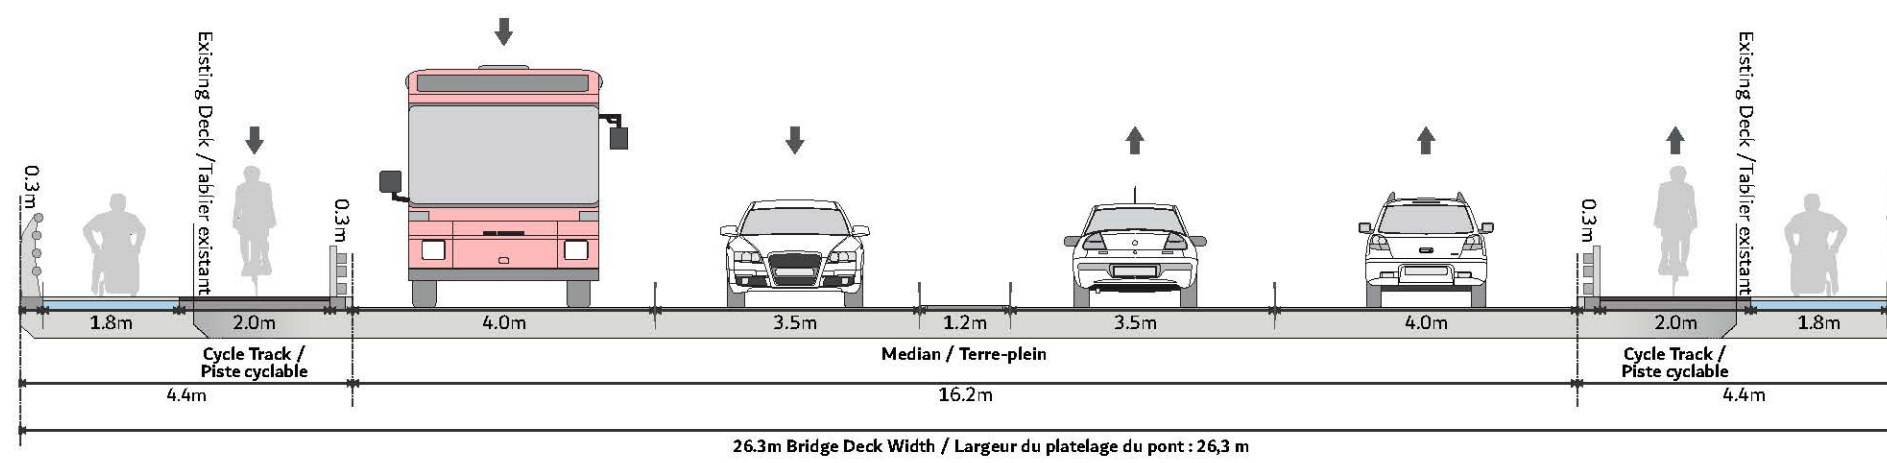 Existing Deck /Tablier existant
Existing Deck /Tablier existant
0.3m
0.3m
0.3m
1.8m
2.0m
4.0m
3.5m
1.2m
3.5m
4.0m
2.0m
1.8m
Cycle Track /
Piste cyclable
Median / Terre-plein
Cycle Track /
Piste cyclable
4.4m
16.2m
4.4m
26.3m Bridge Deck Width / Largeur du platelage du pont : 26,3 m